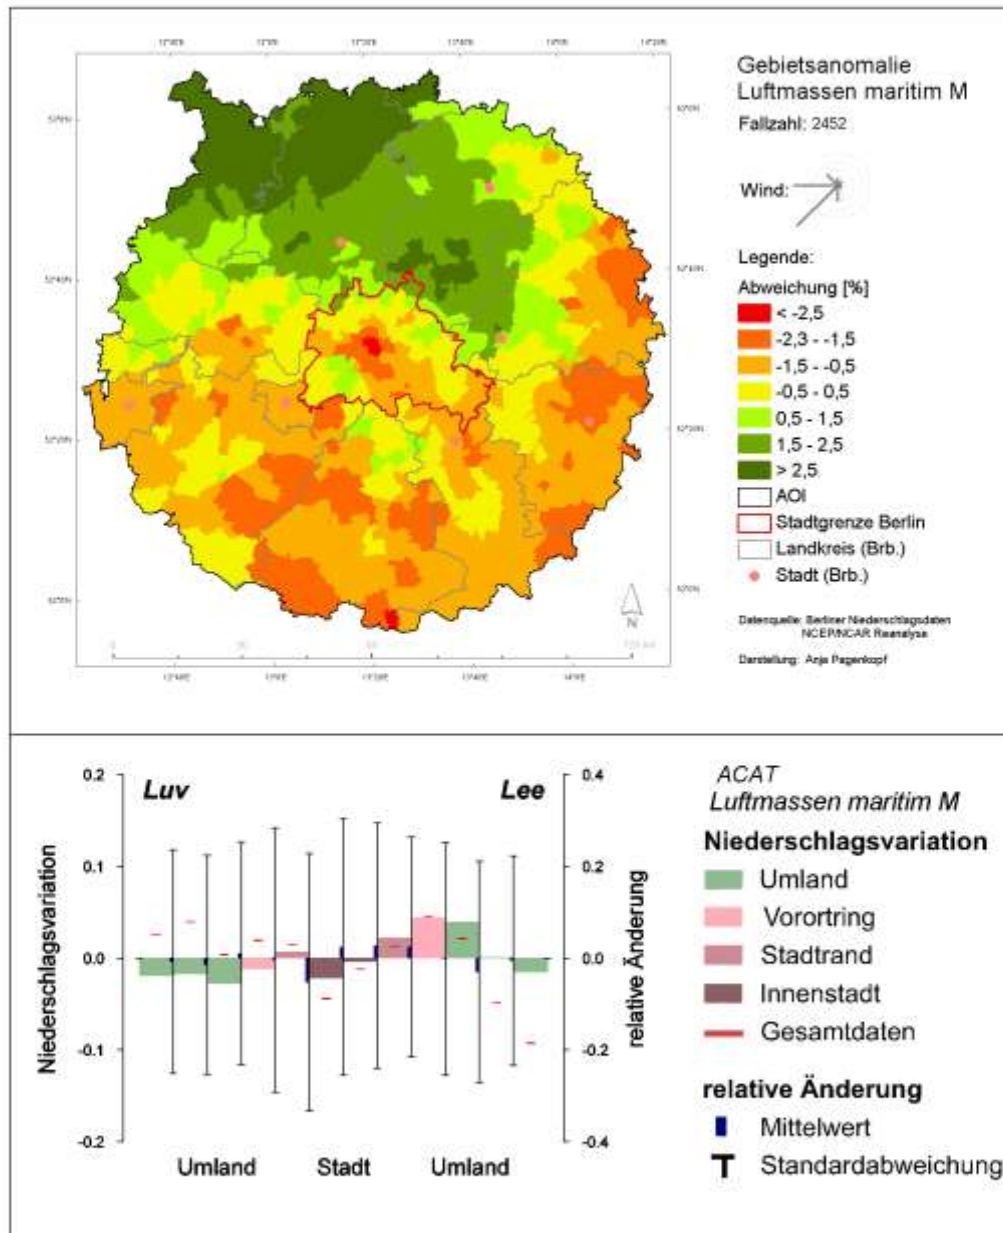 Gebietsanomalie
Luftmassen maritim M
Fallzahl: 2452
Wind:
Legende:
Abweichung [%]
< -2,5
-2,3 - -1,5
-1,5 - -0,5
-0,5 - 0,5
0,5 - 1,5
1,5 - 2,5
> 2,5
AOI
Stadtgrenze Berlin
Landkreis (Brb.)
Stadt (Brb.)
N
Datenquelle: Berliner Niederschlagsdaten
NCEP/NCAR Reanalyse
Darstellung: Anja Pagenkopf
0.2
0.1
0.0
-0.1
-0.2
Niederschlagsvariation
Luv
Lee
0.4
0.2
0.0
-0.2
-0.4
relative Änderung
Umland
Stadt
Umland
ACAT
Luftmassen maritim M
Niederschlagsvariation
Umland
Vorortring
Stadtrand
Innenstadt
Gesamtdaten
relative Änderung
Mittelwert
Standardabweichung